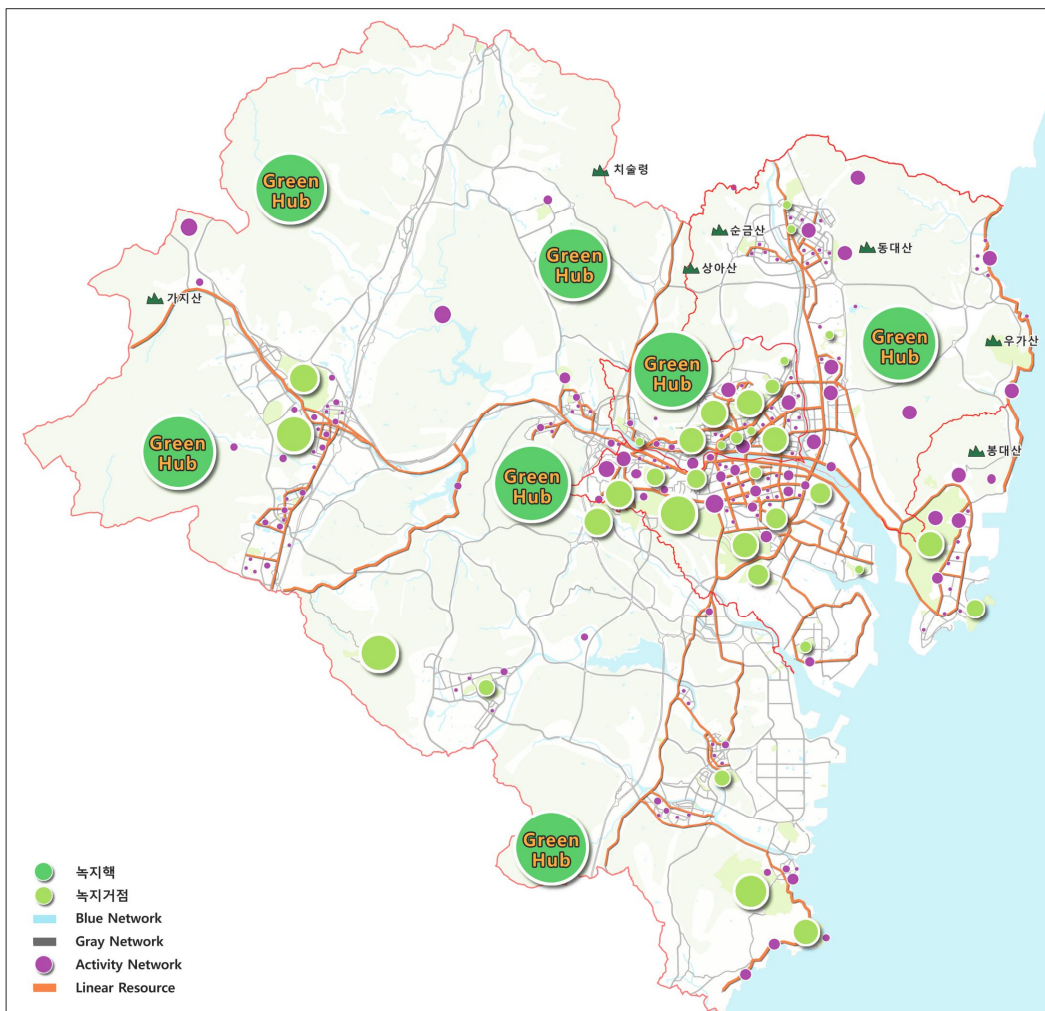 Green
Hub
치술령
순금산
동대산
Green
Hub
상아산
가지산
Green
Hub
우가산
Green
Hub
Green
Hub
봉대산
Green
Hub
Green
Hub
녹지핵
녹지거점
Blue Network
Gray Network
Activity Network
Linear Resource